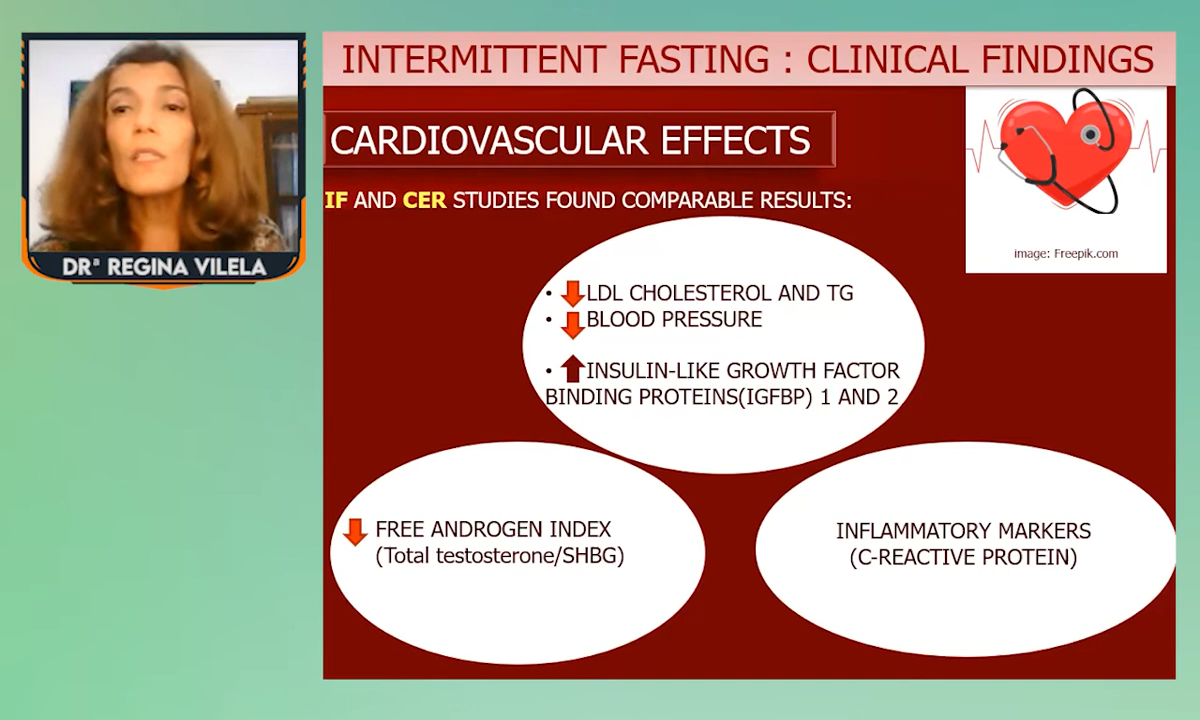 INTERMITTENT FASTING : CLINICAL FINDINGS
CARDIOVASCULAR EFFECTS
IF AND CER STUDIES FOUND COMPARABLE RESULTS:
image: Freepik.com
DRª REGINA VILELA
• LDL CHOLESTEROL AND TG
• BLOOD PRESSURE
• INSULIN-LIKE GROWTH FACTOR
BINDING PROTEINS(IGFBP) 1 AND 2
FREE ANDROGEN INDEX
(Total testosterone/SHBG)
INFLAMMATORY MARKERS
(C-REACTIVE PROTEIN)